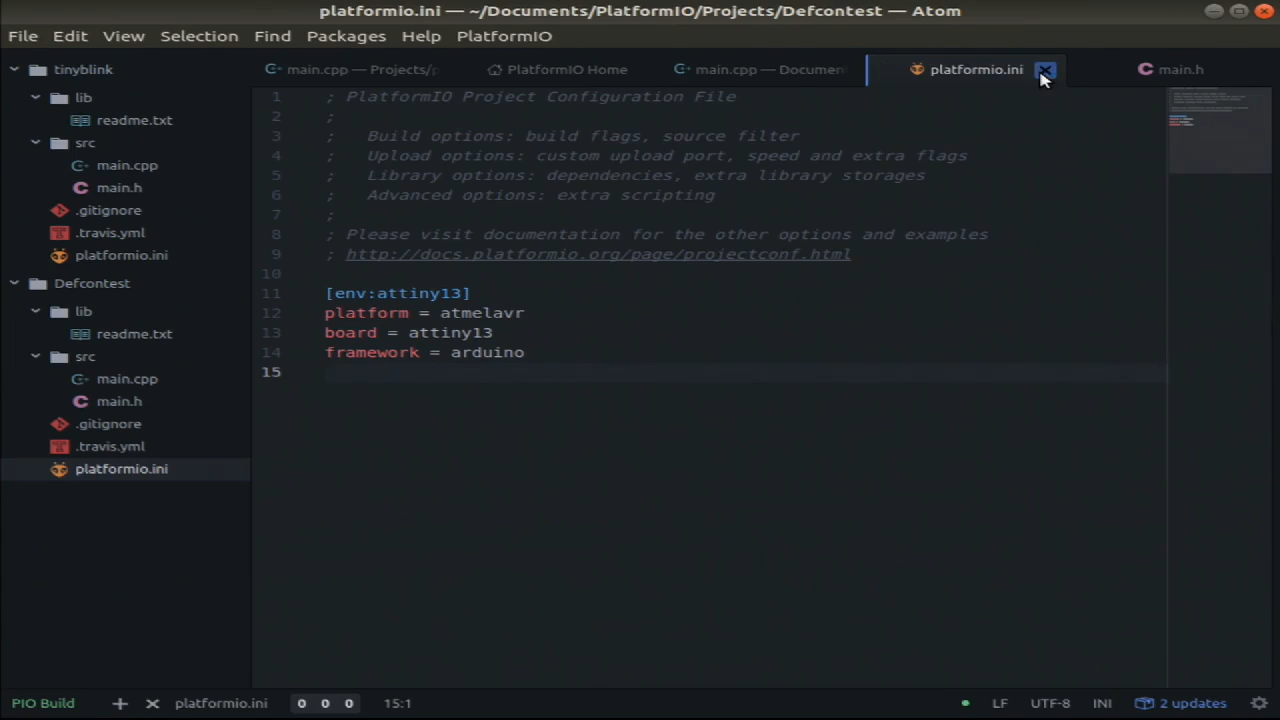 platformio.ini — ~/Documents/PlatformIO/Projects/Defcontest — Atom
File Edit View Selection Find Packages Help PlatformIO
tinyblink
lib
readme.txt
src
main.cpp
main.h
.gitignore
.travis.yml
platformio.ini
Defcontest
lib
readme.txt
src
main.cpp
main.h
.gitignore
.travis.yml
platformio.ini
main.cpp — Projects/p
PlatformIO Home
main.cpp — Documen
platformio.ini
main.h
1 ; PlatformIO Project Configuration File
2 ;
3 ;   Build options: build flags, source filter
4 ;   Upload options: custom upload port, speed and extra flags
5 ;   Library options: dependencies, extra library storages
6 ;   Advanced options: extra scripting
7 ;
8 ; Please visit documentation for the other options and examples
9 ; http://docs.platformio.org/page/projectconf.html
10
11 [env:attiny13]
12 platform = atmelavr
13 board = attiny13
14 framework = arduino
15
PIO Build + platformio.ini 0 0 0 15:1 LF UTF-8 INI 2 updates